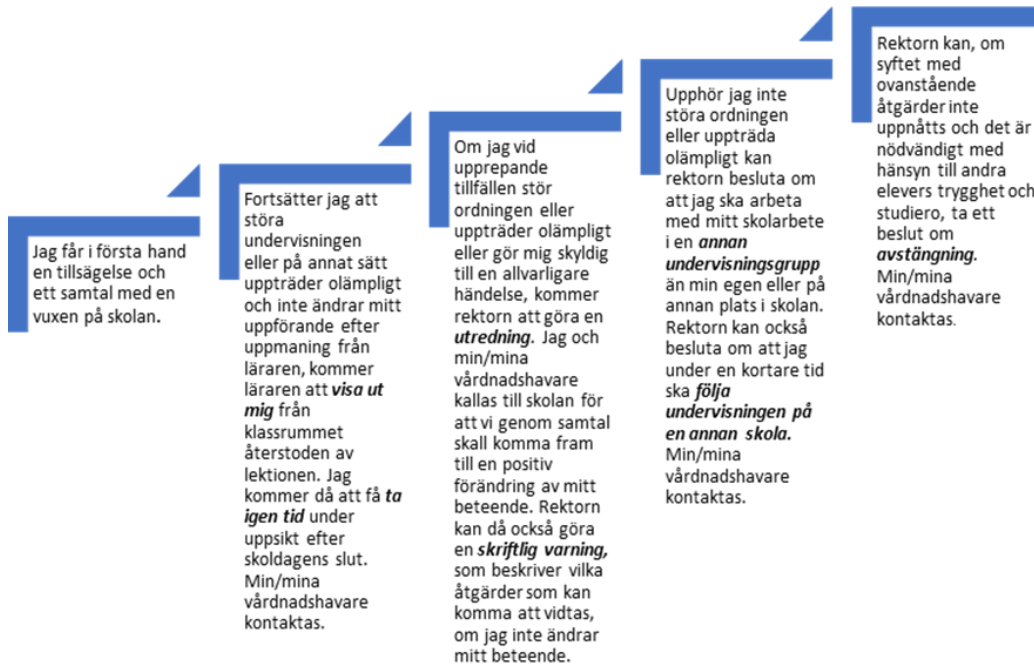 Jag får i första hand
en tillsägelse och
ett samtal med en
vuxen på skolan.
Fortsätter jag att
störa
undervisningen
eller på annat sätt
uppträder olämpligt
och inte ändrar mitt
uppförande efter
uppmaning från
läraren, kommer
läraren att visa ut
mig från
klassrummet
återstoden av
lektionen. Jag
kommer då att få ta
igen tid under
uppsikt efter
skoldagens slut.
Min/mina
vårdnadshavare
kontaktas.
Om jag vid
upprepande
tillfällen stör
ordningen eller
uppträder olämpligt
eller gör mig skyldig
till en allvarligare
händelse, kommer
rektorn att göra en
utredning. Jag och
min/mina
vårdnadshavare
kallas till skolan för
att vi genom samtal
skall komma fram
till en positiv
förändring av mitt
beteende. Rektorn
kan då också göra
en skriftlig varning,
som beskriver vilka
åtgärder som kan
komma att vidtas,
om jag inte ändrar
mitt beteende.
Upphör jag inte
störa ordningen
eller uppträda
olämpligt kan
rektorn besluta om
att jag ska arbeta
med mitt skolarbete
i en annan
undervisningsgrupp
än min egen eller på
annan plats i skolan.
Rektorn kan också
besluta om att jag
under en kortare tid
ska följa
undervisningen på
en annan skola.
Min/mina
vårdnadshavare
kontaktas.
Rektorn kan, om
syftet med
ovanstående
åtgärder inte
uppnåtts och det är
nödvändigt med
hänsyn till andra
elevers trygghet och
studiero, ta ett
beslut om
avstängning.
Min/mina
vårdnadshavare
kontaktas.